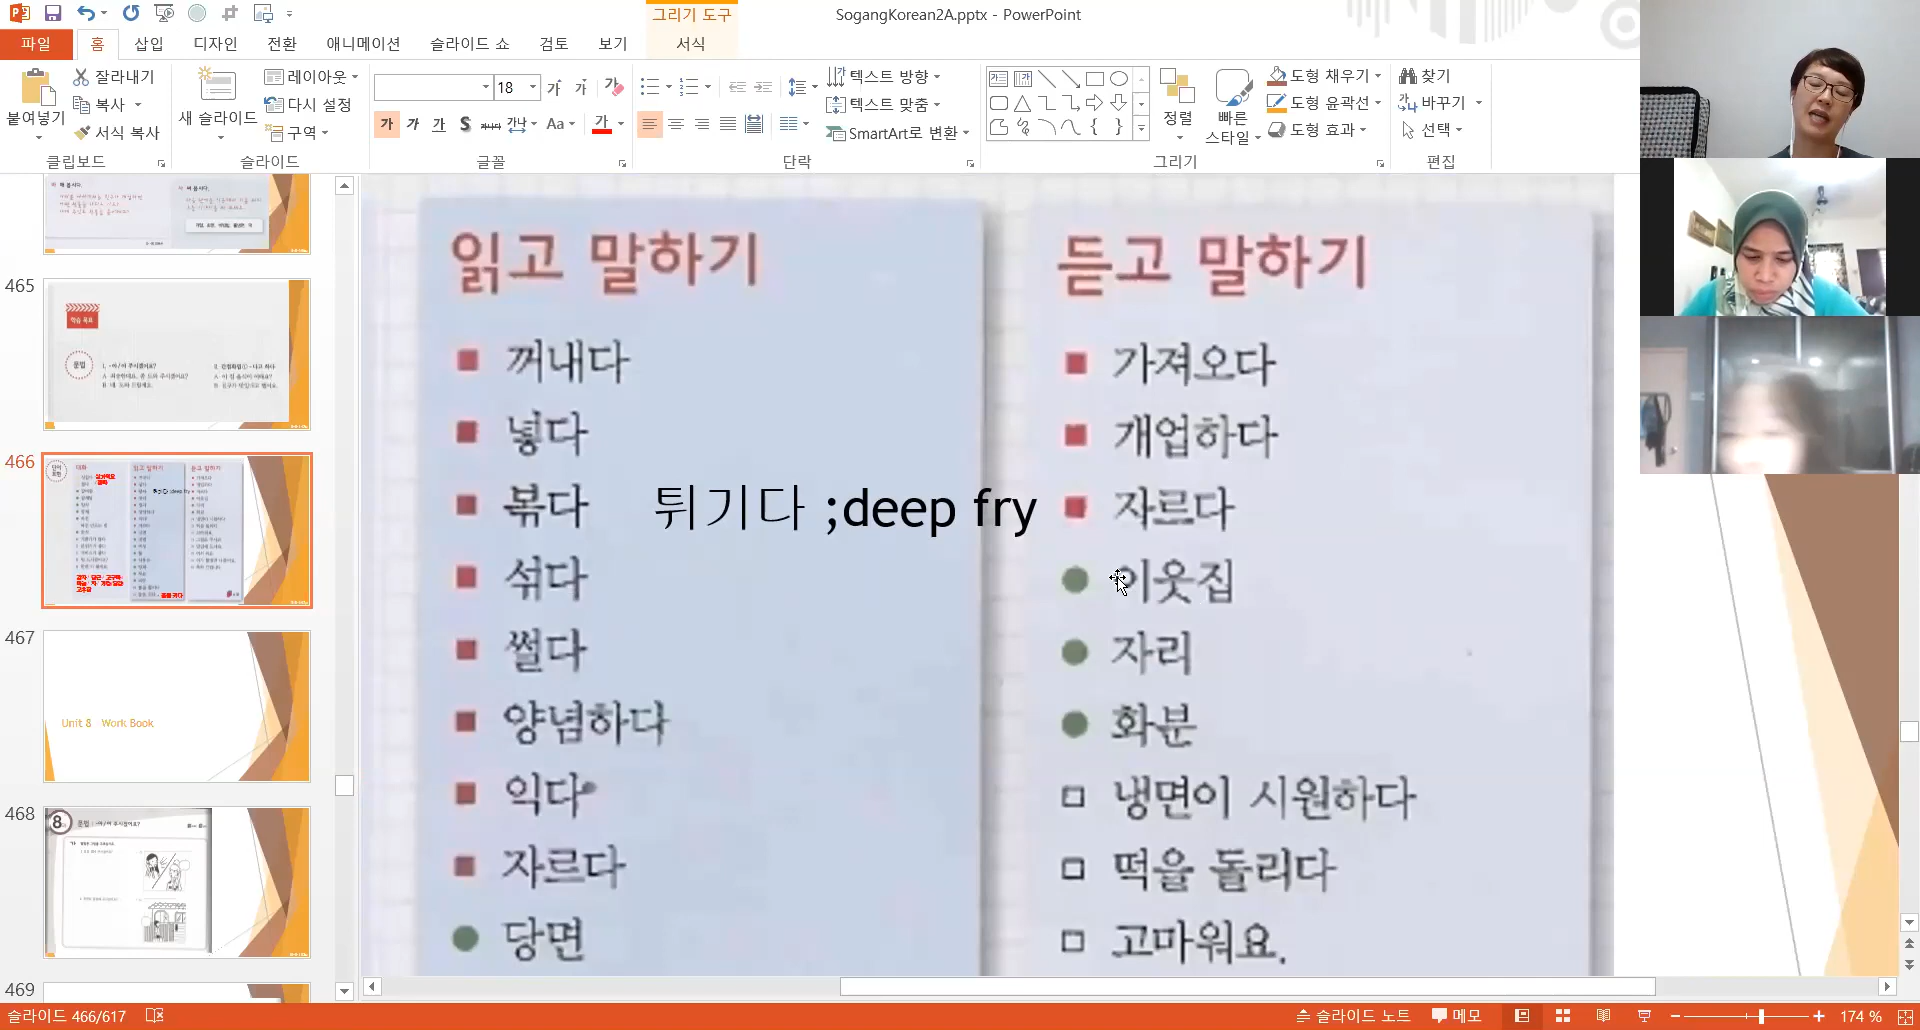 SogangKorean2A.pptx - PowerPoint
그리기 도구
파일 홈 삽입 디자인 전환 애니메이션 슬라이드 쇼 검토 보기 서식
붙여넣기
잘라내기
복사
서식 복사
클립보드
새 슬라이드
레이아웃
다시 설정
구역
슬라이드
18
글꼴
텍스트 방향
텍스트 맞춤
SmartArt로 변환
단락
정렬
빠른 스타일
도형 채우기
도형 윤곽선
도형 효과
그리기
찾기
바꾸기
선택
편집
465
466
467
Unit 8 Work Book
468
469
읽고 말하기
꺼내다
넣다
볶다
튀기다 ;deep fry
섞다
썰다
양념하다
익다
자르다
당면
듣고 말하기
가져오다
개업하다
자르다
이웃집
자리
화분
냉면이 시원하다
떡을 돌리다
고마워요.
슬라이드 466/617
슬라이드 노트
메모
174 %